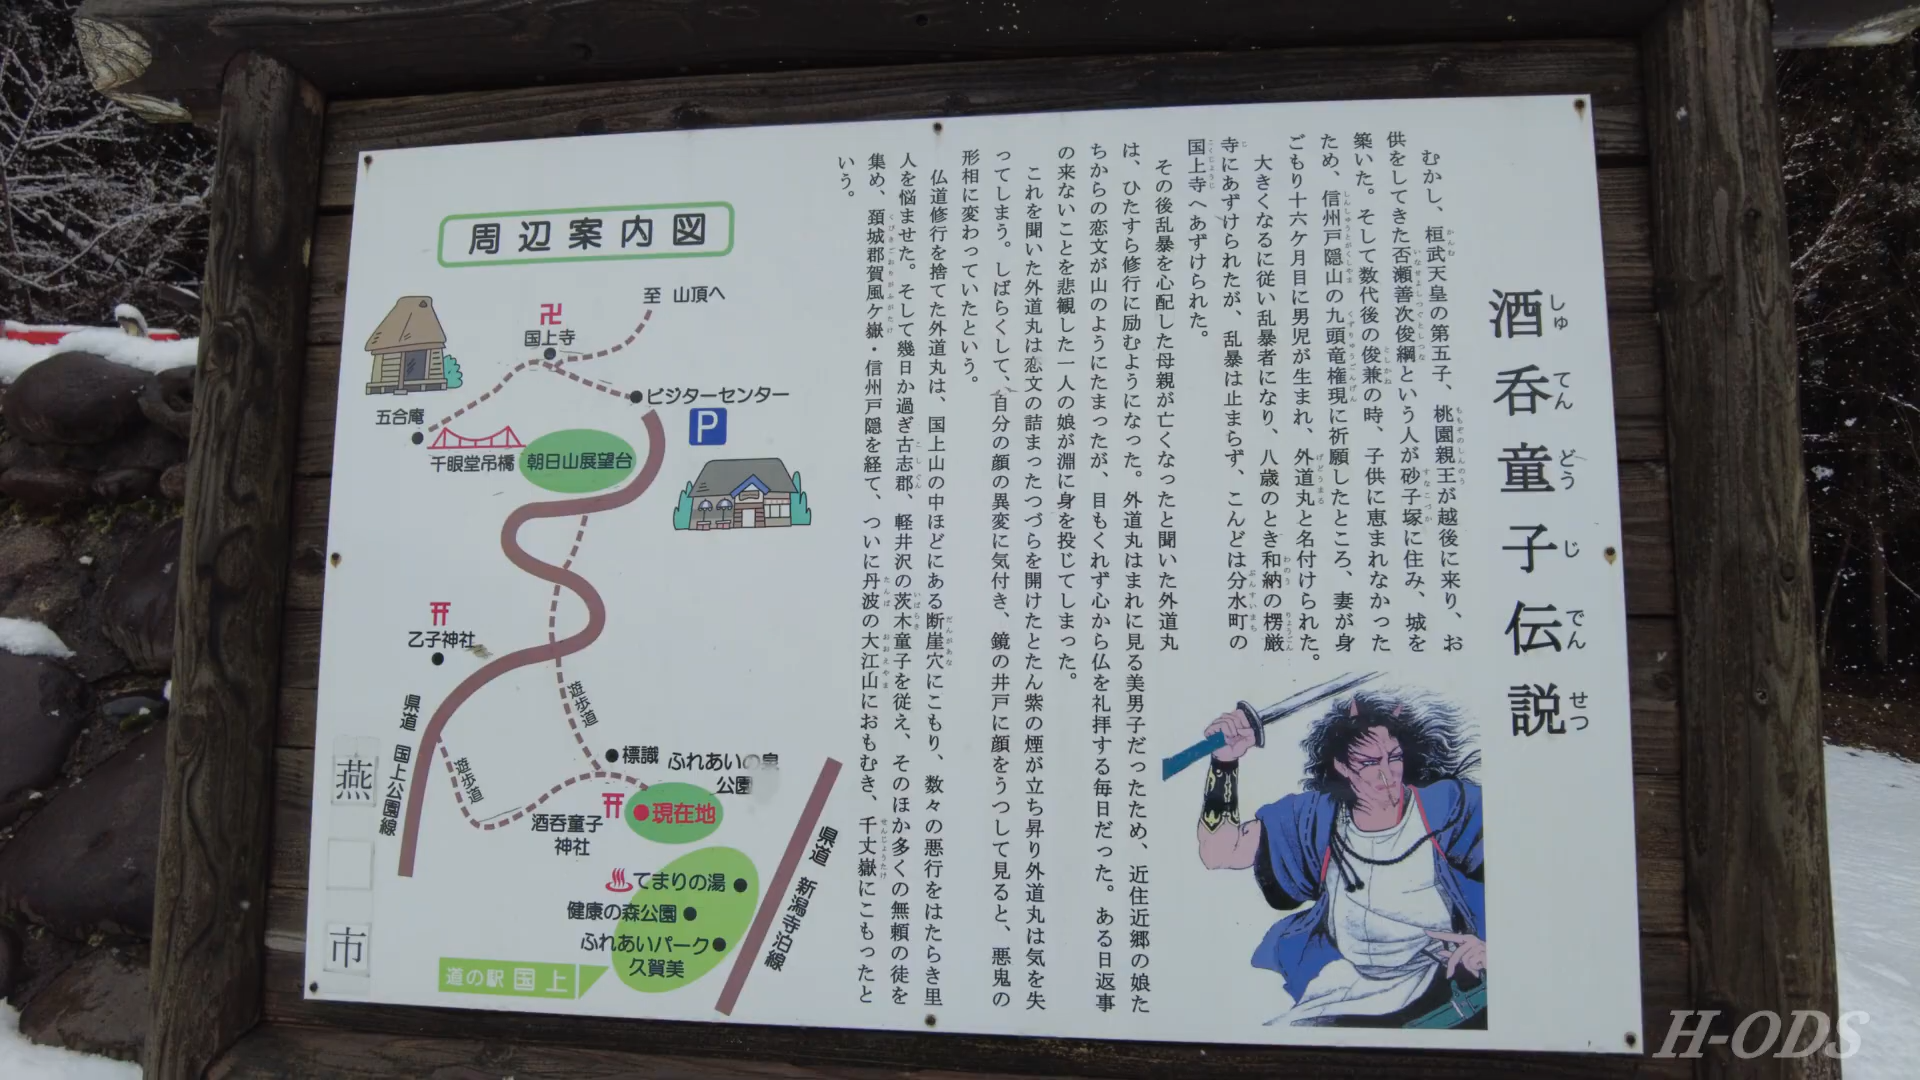 酒呑童子伝説
しゅてんどうじでんせつ
むかし、桓武天皇の第五子、桃園親王が越後に来り、お
供をしてきた否瀬善次俊綱という人が砂子塚に住み、城を
築いた。そして数代後の俊兼の時、子供に恵まれなかった
ため、信州戸隠山の九頭竜権現に祈願したところ、妻が身
ごもり十六ケ月目に男児が生まれ、外道丸と名付けられた。
大きくなるに従い乱暴者になり、八歳のとき和納の楞厳
寺にあずけられたが、乱暴は止まらず、こんどは分水町の
国上寺へあずけられた。
その後乱暴を心配した母親が亡くなったと聞いた外道丸
は、ひたすら修行に励むようになった。外道丸はまれに見る美男子だったため、近住近郷の娘た
ちからの恋文が山のようにたまったが、目もくれず心から仏を礼拝する毎日だった。ある日返事
の来ないことを悲観した一人の娘が淵に身を投じてしまった。
これを聞いた外道丸は恋文の詰まったつづらを開けたとたん紫の煙が立ち昇り外道丸は気を失
ってしまう。しばらくして、自分の顔の異変に気付き、鏡の井戸に顔をうつして見ると、悪鬼の
形相に変わっていたという。
仏道修行を捨てた外道丸は、国上山の中ほどにある断崖穴にこもり、数々の悪行をはたらき里
人を悩ませた。そして幾日か過ぎ古志郡、軽井沢の茨木童子を従え、そのほか多くの無頼の徒を
集め、頚城郡賀風ケ嶽・信州戸隠を経て、ついに丹波の大江山におもむき、千丈嶽にこもったと
いう。
周辺案内図
至 山頂へ
卍
国上寺
ビジターセンター
P
五合庵
千眼堂吊橋
朝日山展望台
乙子神社
遊歩道
県道 国上公園線
遊歩道
標識
ふれあいの泉
公園
現在地
酒呑童子
神社
てまりの湯
健康の森公園
ふれあいパーク
久賀美
道の駅 国上
県道 新潟寺泊線
燕
市
H-ODS